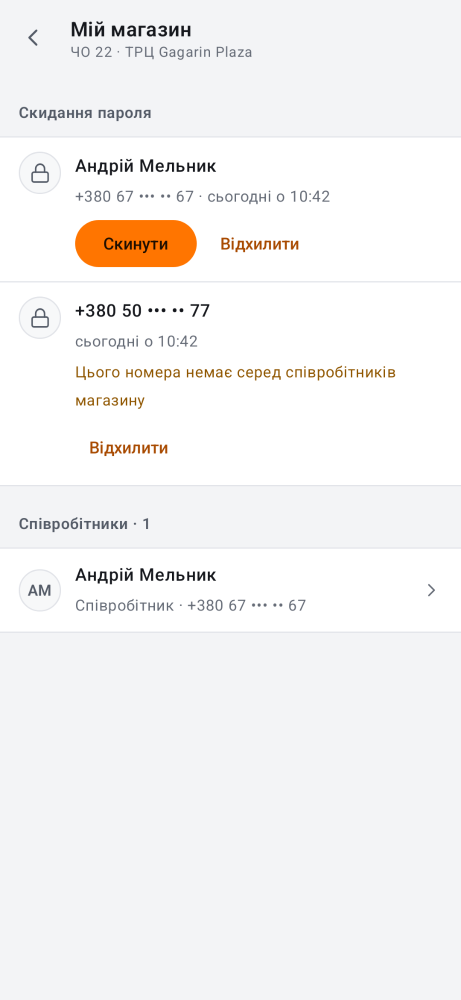 Мій магазин
ЧО 22 · ТРЦ Gagarin Plaza
Скидання пароля
Андрій Мельник
+380 67 ••• •• 67 · сьогодні о 10:42
Скинути
Відхилити
+380 50 ••• •• 77
сьогодні о 10:42
Цього номера немає серед співробітників
магазину
Відхилити
Співробітники · 1
АМ
Андрій Мельник
Співробітник · +380 67 ••• •• 67